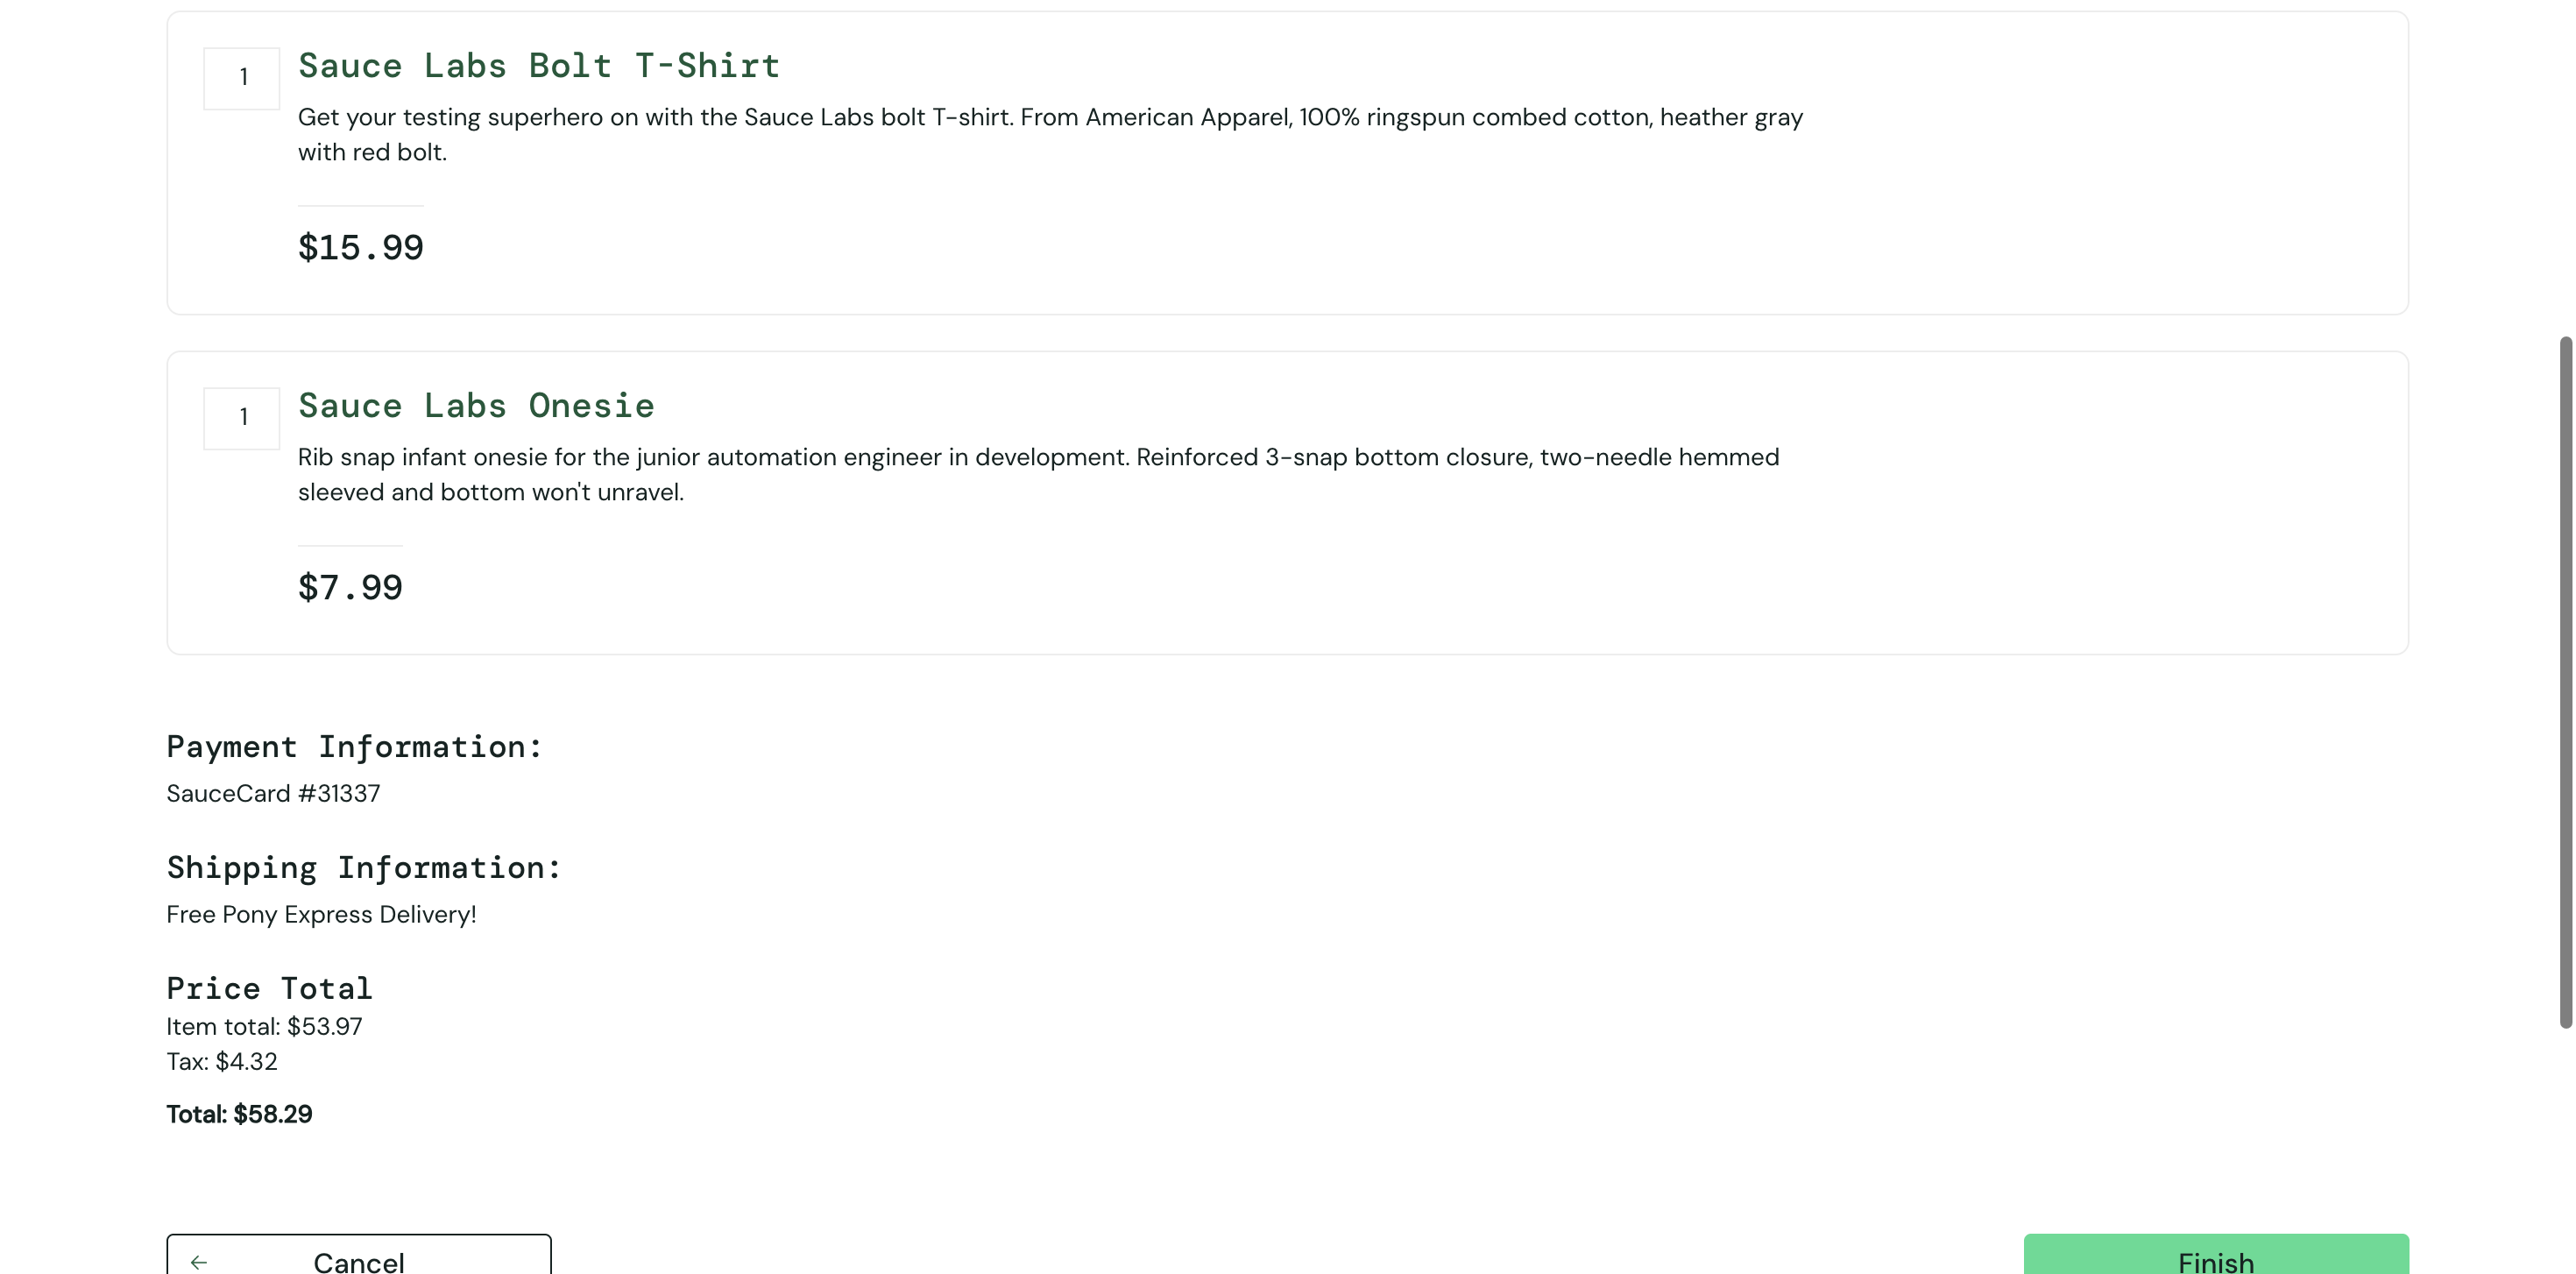 1
Sauce Labs Bolt T-Shirt
Get your testing superhero on with the Sauce Labs bolt T-shirt. From American Apparel, 100% ringspun combed cotton, heather gray
with red bolt.
$15.99
1
Sauce Labs Onesie
Rib snap infant onesie for the junior automation engineer in development. Reinforced 3-snap bottom closure, two-needle hemmed
sleeved and bottom won't unravel.
$7.99
Payment Information:
SauceCard #31337
Shipping Information:
Free Pony Express Delivery!
Price Total
Item total: $53.97
Tax: $4.32
Total: $58.29
Cancel
Finish